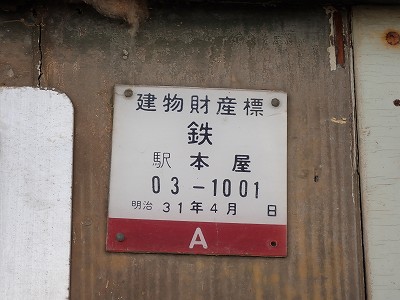 建物財産標
鉄
駅本屋
03-1001
明治 31年4月 日
A